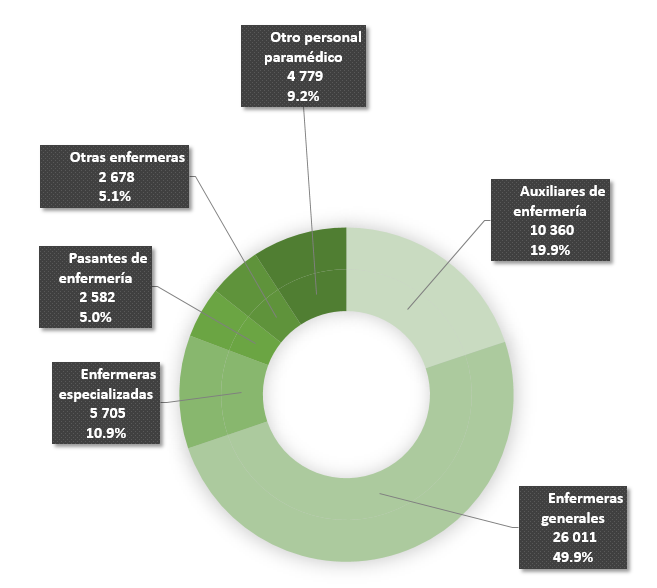 Otro personal
paramédico
4 779
9.2%
Otras enfermeras
2 678
5.1%
Auxiliares de
enfermería
10 360
19.9%
Pasantes de
enfermería
2 582
5.0%
Enfermeras
especializadas
5 705
10.9%
Enfermeras
generales
26 011
49.9%